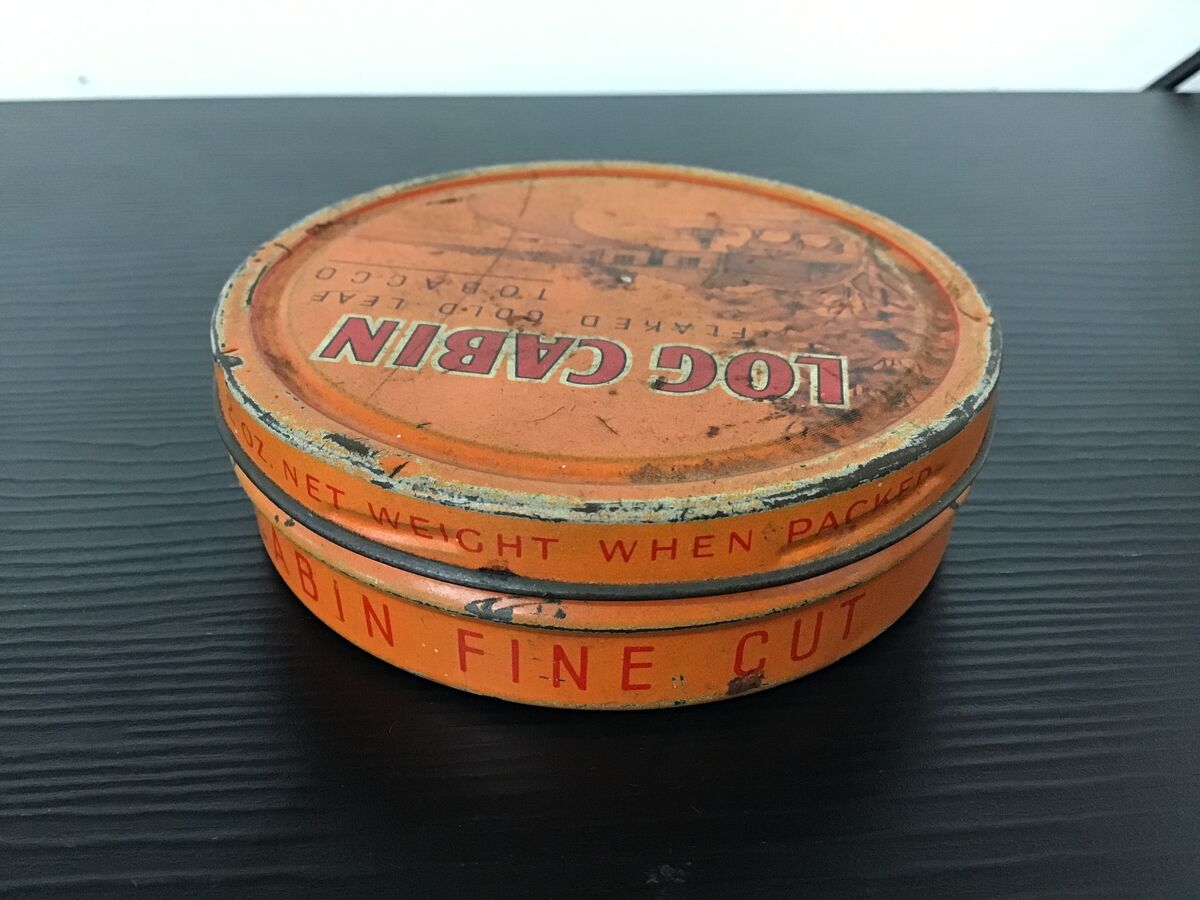 LOG CABIN
FLAKED GOLD LEAF
TOBACCO
OZ. NET WEIGHT WHEN PACKED
ABIN FINE CUT